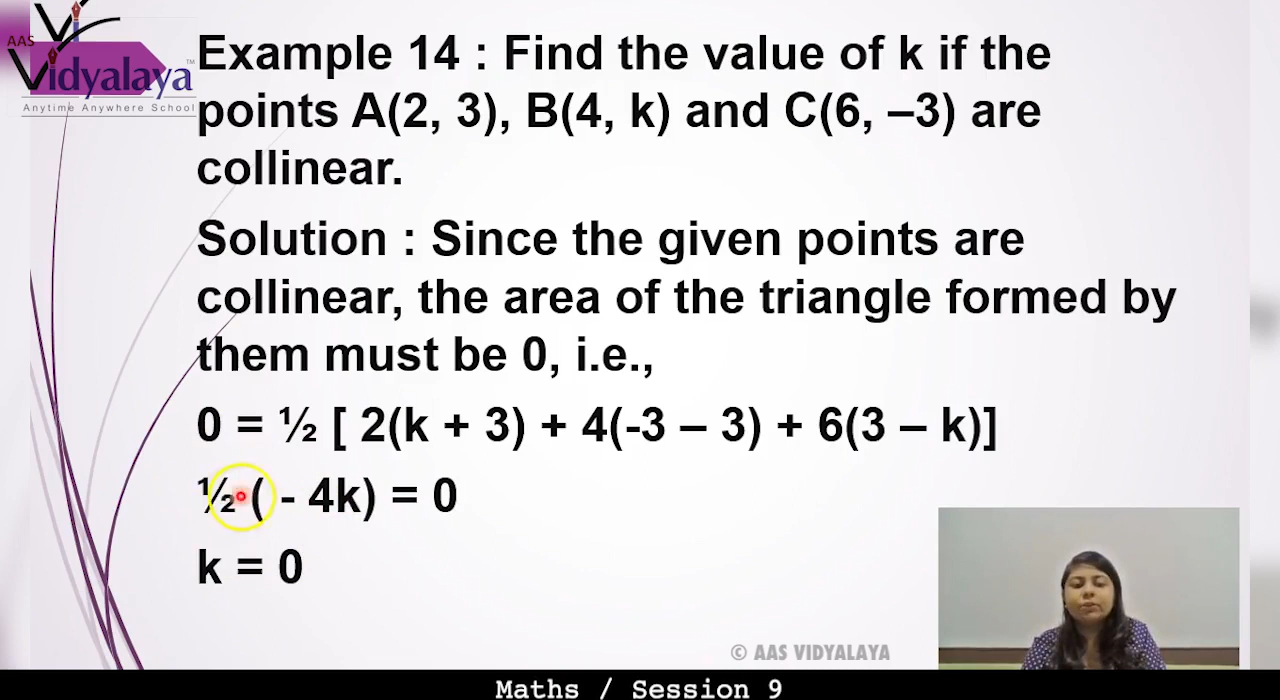 Vi
AAS
Vidyalaya™
Anytime Anywhere School
Example 14 : Find the value of k if the
points A(2, 3), B(4, k) and C(6, –3) are
collinear.
Solution : Since the given points are
collinear, the area of the triangle formed by
them must be 0, i.e.,
0 = ½ [ 2(k + 3) + 4(-3 – 3) + 6(3 – k)]
½ ( - 4k) = 0
k = 0
© AAS VIDYALAYA
Maths / Session 9